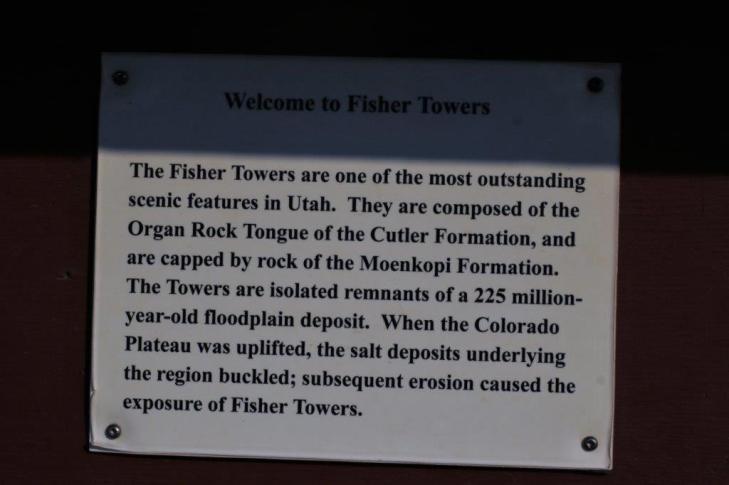 Welcome to Fisher Towers
The Fisher Towers are one of the most outstanding
scenic features in Utah. They are composed of the
Organ Rock Tongue of the Cutler Formation, and
are capped by rock of the Moenkopi Formation.
The Towers are isolated remnants of a 225 million-
year-old floodplain deposit. When the Colorado
Plateau was uplifted, the salt deposits underlying
the region buckled; subsequent erosion caused the
exposure of Fisher Towers.